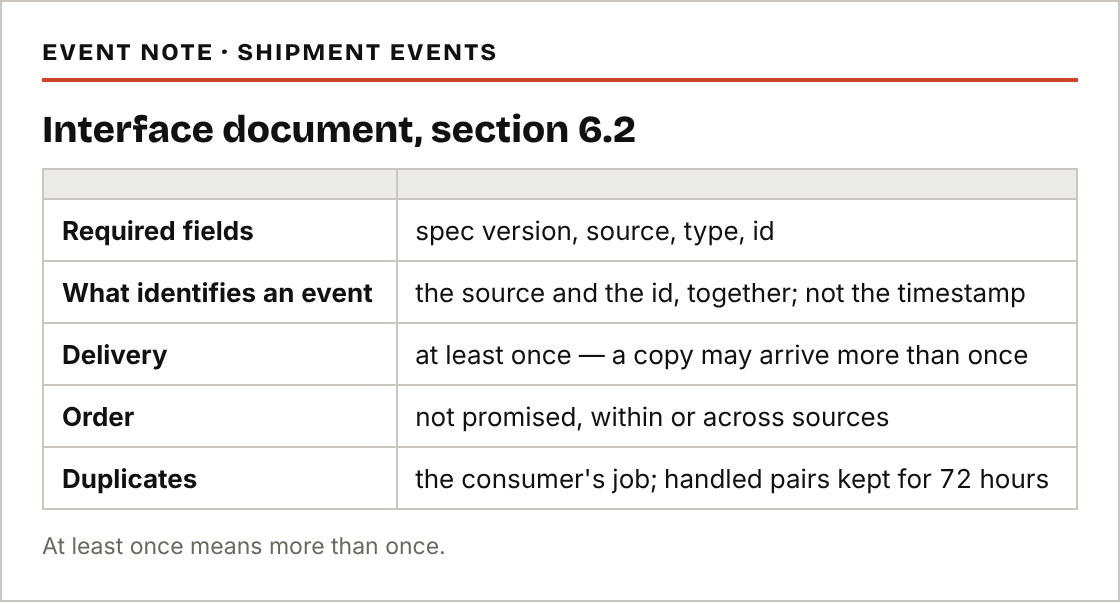 EVENT NOTE · SHIPMENT EVENTS
Interface document, section 6.2
Required fields spec version, source, type, id
What identifies an event the source and the id, together; not the timestamp
Delivery at least once — a copy may arrive more than once
Order not promised, within or across sources
Duplicates the consumer's job; handled pairs kept for 72 hours
At least once means more than once.